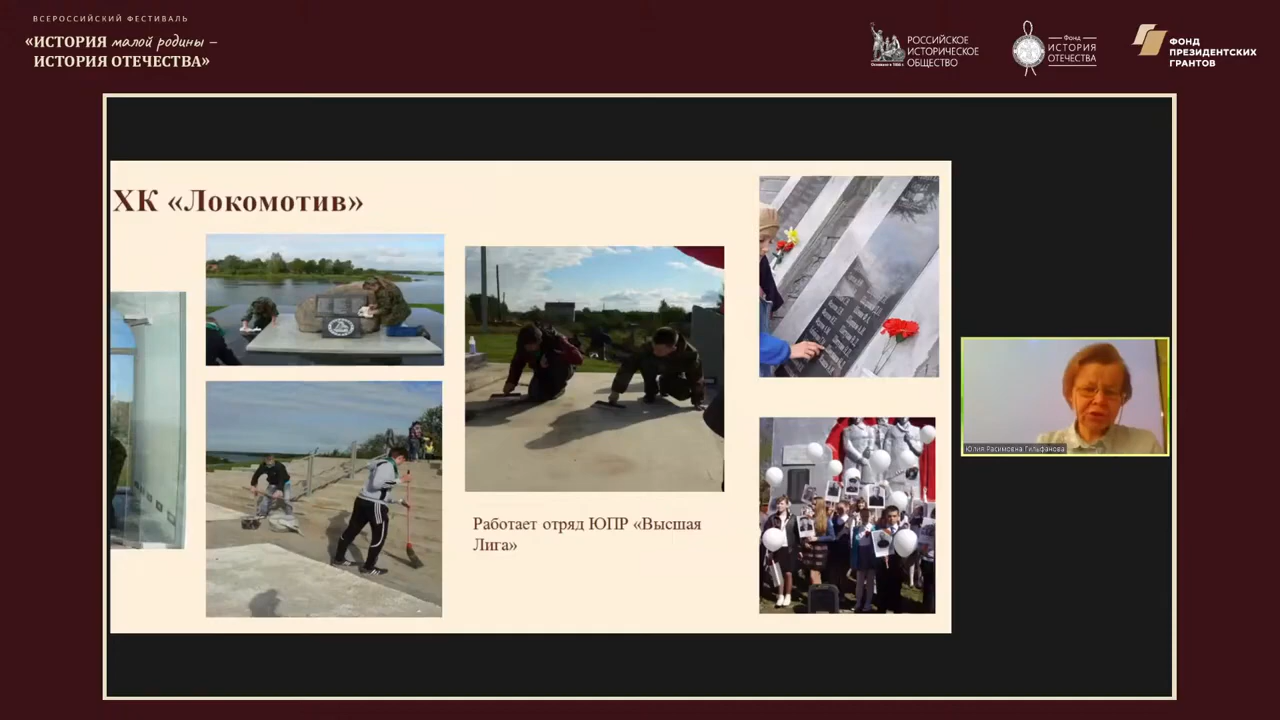 ВСЕРОССИЙСКИЙ ФЕСТИВАЛЬ
«ИСТОРИЯ малой родины –
ИСТОРИЯ ОТЕЧЕСТВА»
РОССИЙСКОЕ
ИСТОРИЧЕСКОЕ
ОБЩЕСТВО
Фонд
ИСТОРИЯ
ОТЕЧЕСТВА
ФОНД
ПРЕЗИДЕНТСКИХ
ГРАНТОВ
ХК «Локомотив»
Работает отряд ЮПР «Высшая
Лига»
Юлия Расимовна Гильфанова